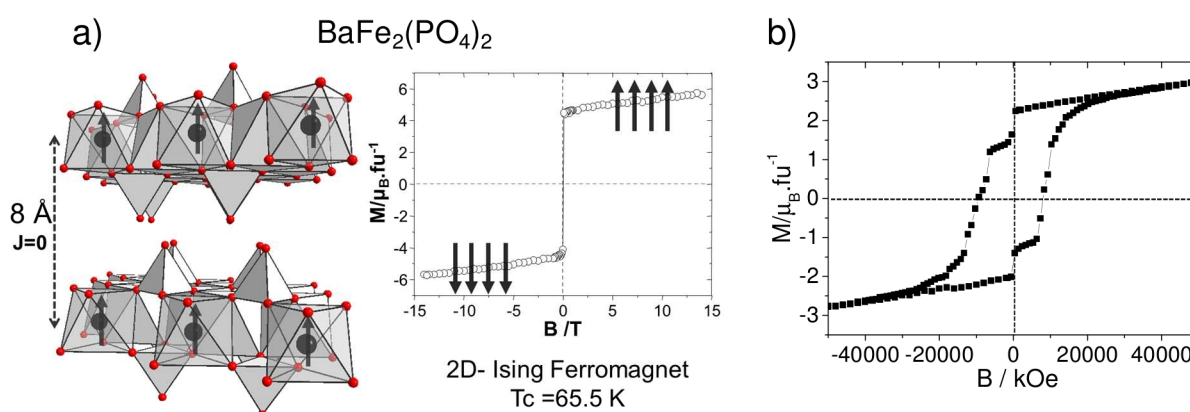 a)
BaFe₂(PO₄)₂
b)
8 Å
J=0
M/μ_B.fu⁻¹
6
4
2
0
-2
-4
-6
-15
-10
-5
0
5
10
15
B /T
2D- Ising Ferromagnet
Tc =65.5 K
M/μ_B.fu⁻¹
3
2
1
0
-1
-2
-3
-40000
-20000
0
20000
40000
B / kOe